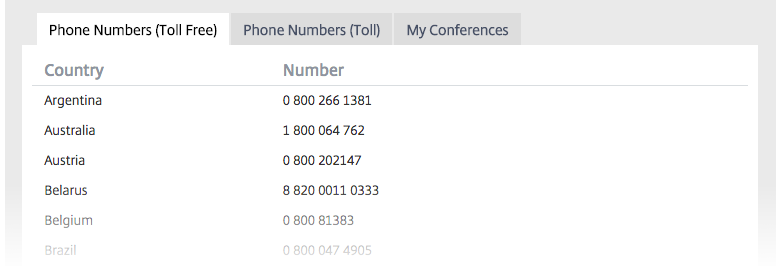 Phone Numbers (Toll Free) Phone Numbers (Toll) My Conferences
Country Number
Argentina 0 800 266 1381
Australia 1 800 064 762
Austria 0 800 202147
Belarus 8 820 0011 0333
Belgium 0 800 81383
Brazil 0 800 047 4905